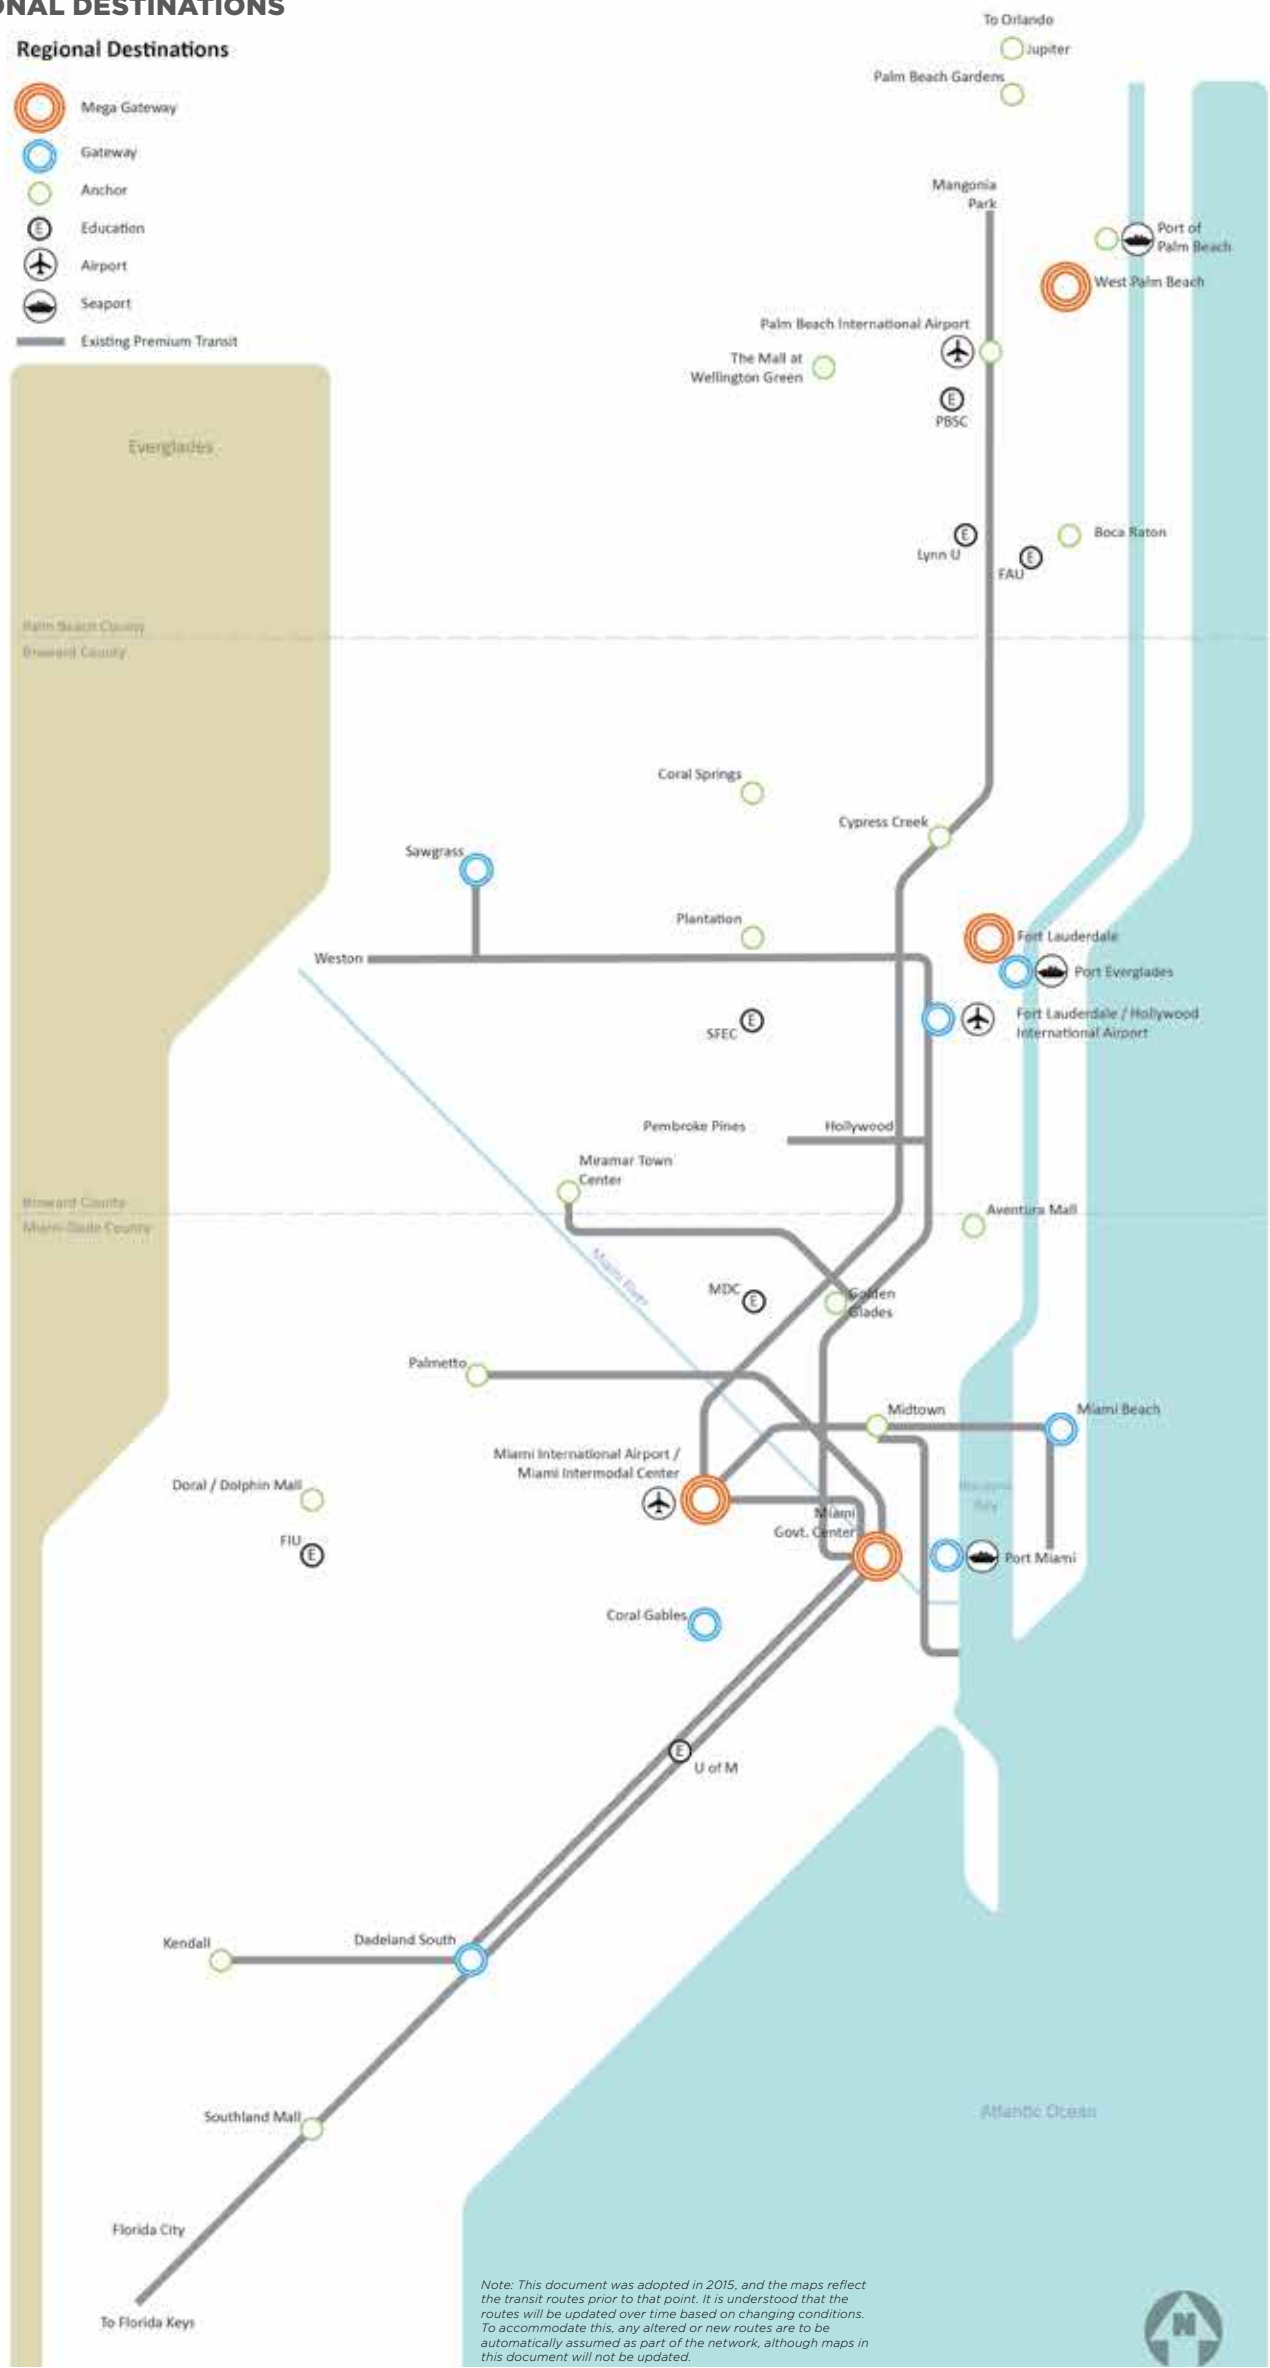 ONAL DESTINATIONS
Regional Destinations
Mega Gateway
Gateway
Anchor
E
Education
Airport
Seaport
Existing Premium Transit
To Orlando
Jupiter
Palm Beach Gardens
Mangonia
Park
Port of
Palm Beach
West Palm Beach
Palm Beach International Airport
The Mall at
Wellington Green
E
PBSC
Everglades
E
Lynn U
E
FAU
Boca Raton
Palm Beach County
Broward County
Coral Springs
Cypress Creek
Sawgrass
Plantation
Fort Lauderdale
Weston
Port Everglades
SFEC
E
Fort Lauderdale / Hollywood
International Airport
Pembroke Pines
Hollywood
Miramar Town
Center
Broward County
Miami-Dade County
Aventura Mall
Miami River
MDC
E
Golden
Glades
Palmetto
Midtown
Miami Beach
Miami International Airport /
Miami Intermodal Center
Doral / Dolphin Mall
Biscayne
Bay
Miami
Govt. Center
FIU
E
Port Miami
Coral Gables
E
U of M
Kendall
Dadeland South
Southland Mall
Atlantic Ocean
Florida City
To Florida Keys
Note: This document was adopted in 2015, and the maps reflect
the transit routes prior to that point. It is understood that the
routes will be updated over time based on changing conditions.
To accommodate this, any altered or new routes are to be
automatically assumed as part of the network, although maps in
this document will not be updated.
N